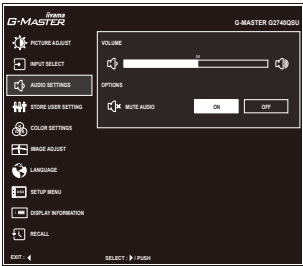 iiyama
G-MASTER
G-MASTER G2740QSU
PICTURE ADJUST
INPUT SELECT
AUDIO SETTINGS
STORE USER SETTING
COLOR SETTINGS
IMAGE ADJUST
LANGUAGE
SETUP MENU
DISPLAY INFORMATION
RECALL
VOLUME
50
OPTIONS
MUTE AUDIO
ON
OFF
EXIT :
SELECT : / PUSH